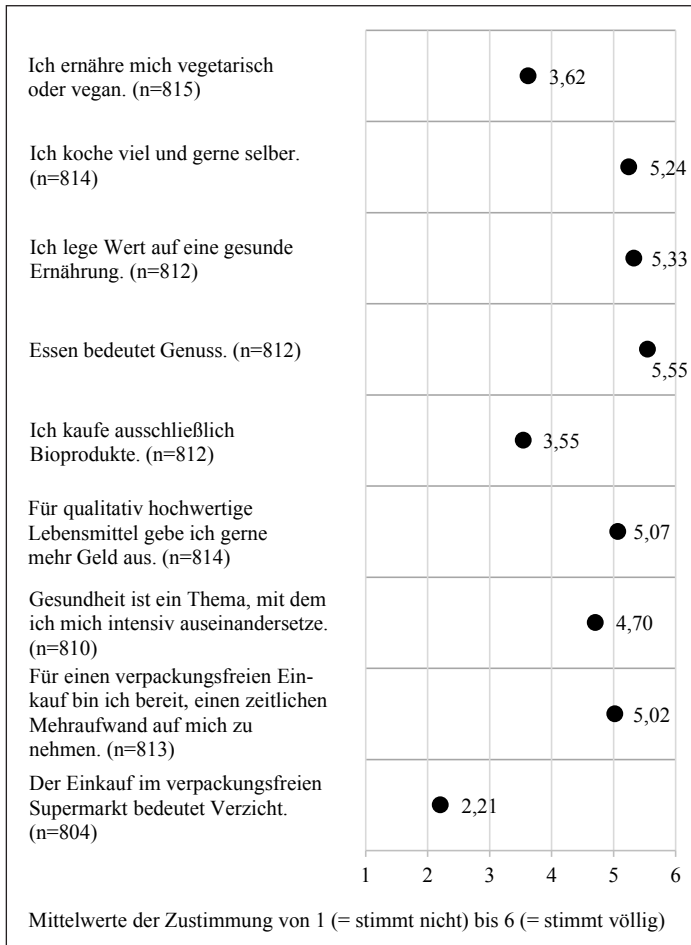 Ich ernähre mich vegetarisch
oder vegan. (n=815)
3,62
Ich koche viel und gerne selber.
(n=814)
5,24
Ich lege Wert auf eine gesunde
Ernährung. (n=812)
5,33
Essen bedeutet Genuss. (n=812)
5,55
Ich kaufe ausschließlich
Bioprodukte. (n=812)
3,55
Für qualitativ hochwertige
Lebensmittel gebe ich gerne
mehr Geld aus. (n=814)
5,07
Gesundheit ist ein Thema, mit dem
ich mich intensiv auseinandersetze.
(n=810)
4,70
Für einen verpackungsfreien Ein-
kauf bin ich bereit, einen zeitlichen
Mehraufwand auf mich zu
nehmen. (n=813)
5,02
Der Einkauf im verpackungsfreien
Supermarkt bedeutet Verzicht.
(n=804)
2,21
1 2 3 4 5 6
Mittelwerte der Zustimmung von 1 (= stimmt nicht) bis 6 (= stimmt völlig)